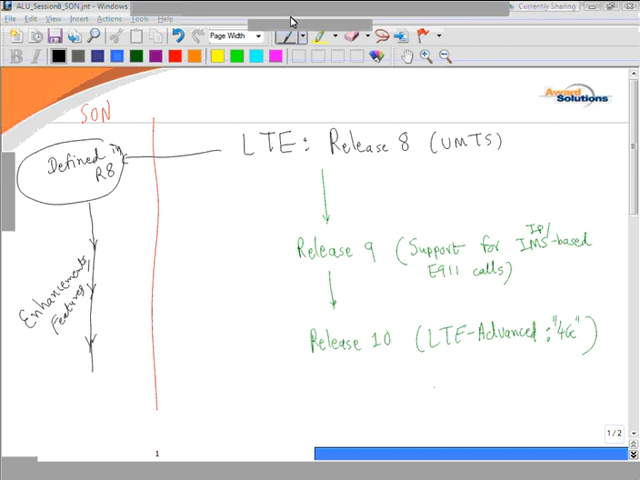 ALU_Session8_SON.jnt - Windows
Currently Sharing
File Edit View Insert Actions Tools Help
Page Width
Award
Solutions
SON
Defined in
R8
LTE: Release 8 (UMTS)
Enhancements,
Features
Release 9 (Support for IP/
IMS-based
E911 calls)
Release 10 (LTE-Advanced: "4G")
1
1 / 2